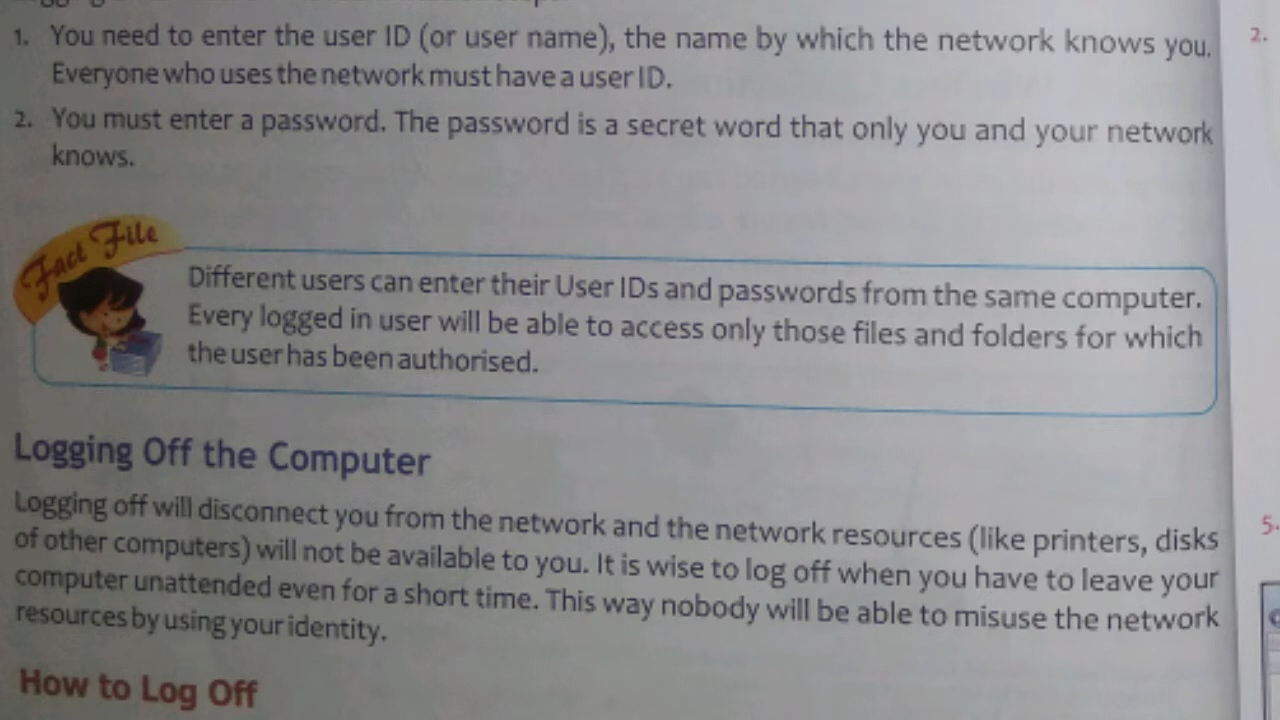 1. You need to enter the user ID (or user name), the name by which the network knows you.
Everyone who uses the network must have a user ID.
2. You must enter a password. The password is a secret word that only you and your network
knows.
Fact File
Different users can enter their User IDs and passwords from the same computer.
Every logged in user will be able to access only those files and folders for which
the user has been authorised.
Logging Off the Computer
Logging off will disconnect you from the network and the network resources (like printers, disks
of other computers) will not be available to you. It is wise to log off when you have to leave your
computer unattended even for a short time. This way nobody will be able to misuse the network
resources by using your identity.
How to Log Off
2.
5.